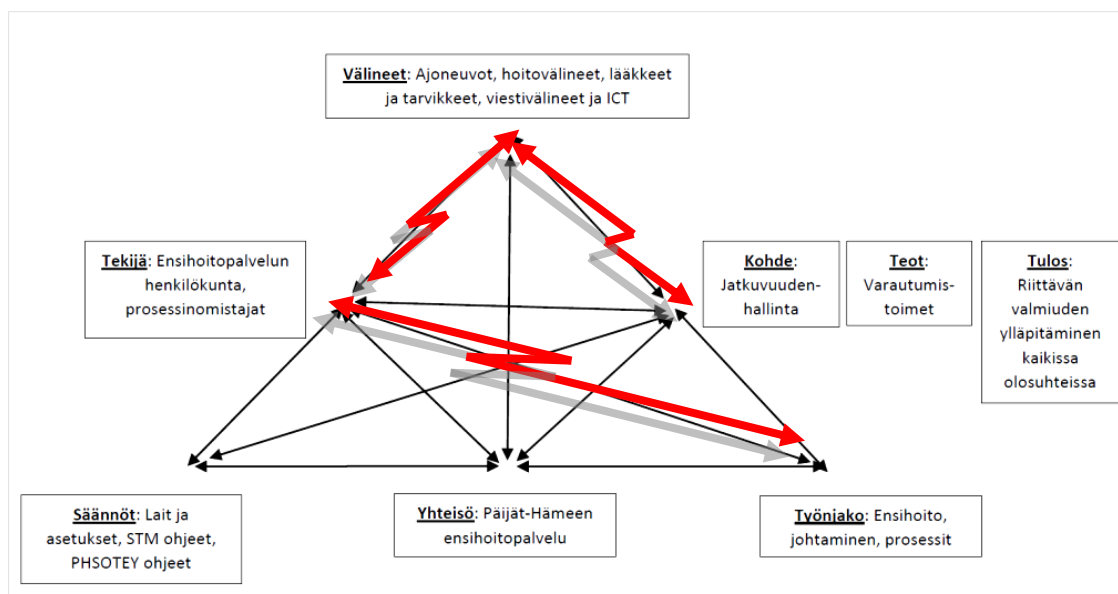 Välineet: Ajoneuvot, hoitovälineet, lääkkeet
ja tarvikkeet, viestivälineet ja ICT
Tekijä: Ensihoitopalvelun
henkilökunta,
prosessinomistajat
Kohde:
Jatkuvuuden-
hallinta
Teot:
Varautumis-
toimet
Tulos:
Riittävän
valmiuden
ylläpitäminen
kaikissa
olosuhteissa
Säännöt: Lait ja
asetukset, STM ohjeet,
PHSOTEY ohjeet
Yhteisö: Päijät-Hämeen
ensihoitopalvelu
Työnjako: Ensihoito,
johtaminen, prosessit